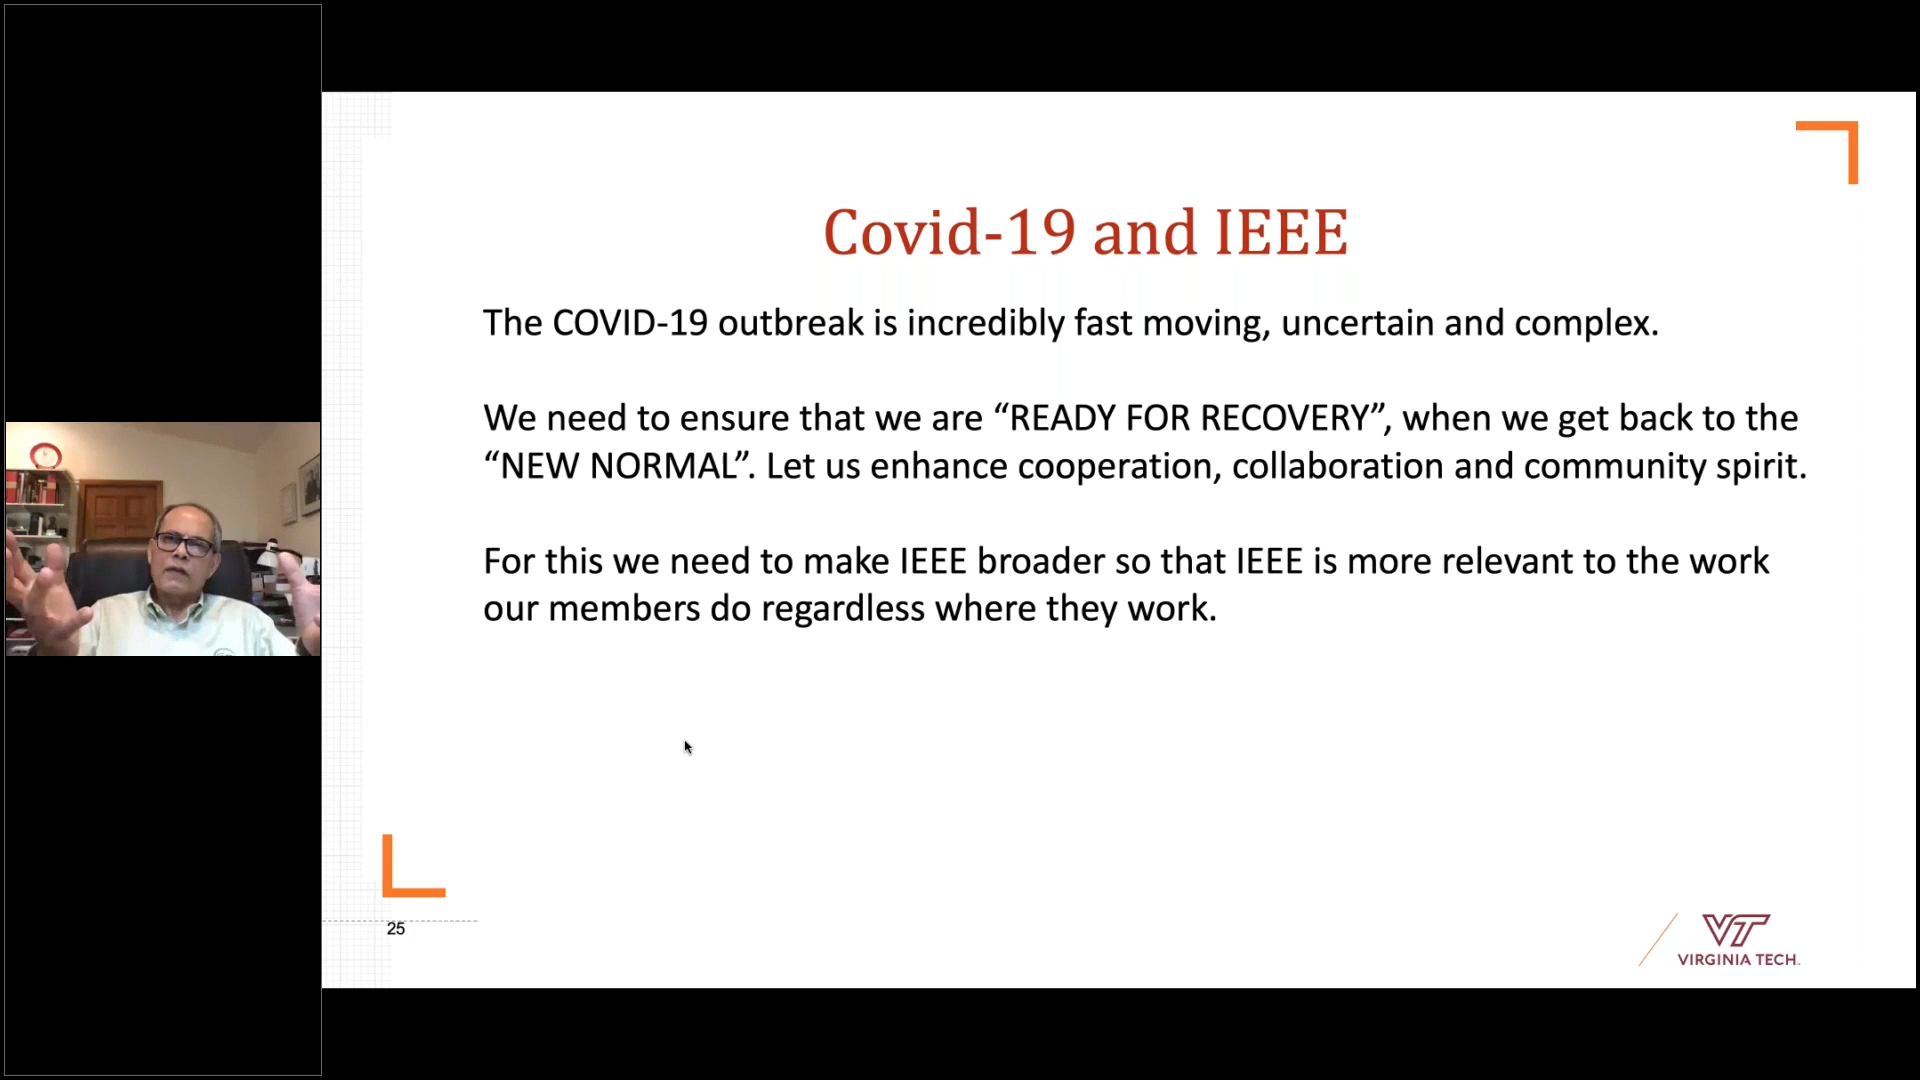 Covid-19 and IEEE
The COVID-19 outbreak is incredibly fast moving, uncertain and complex.
We need to ensure that we are “READY FOR RECOVERY”, when we get back to the
“NEW NORMAL”. Let us enhance cooperation, collaboration and community spirit.
For this we need to make IEEE broader so that IEEE is more relevant to the work
our members do regardless where they work.
25
VT
VIRGINIA TECH